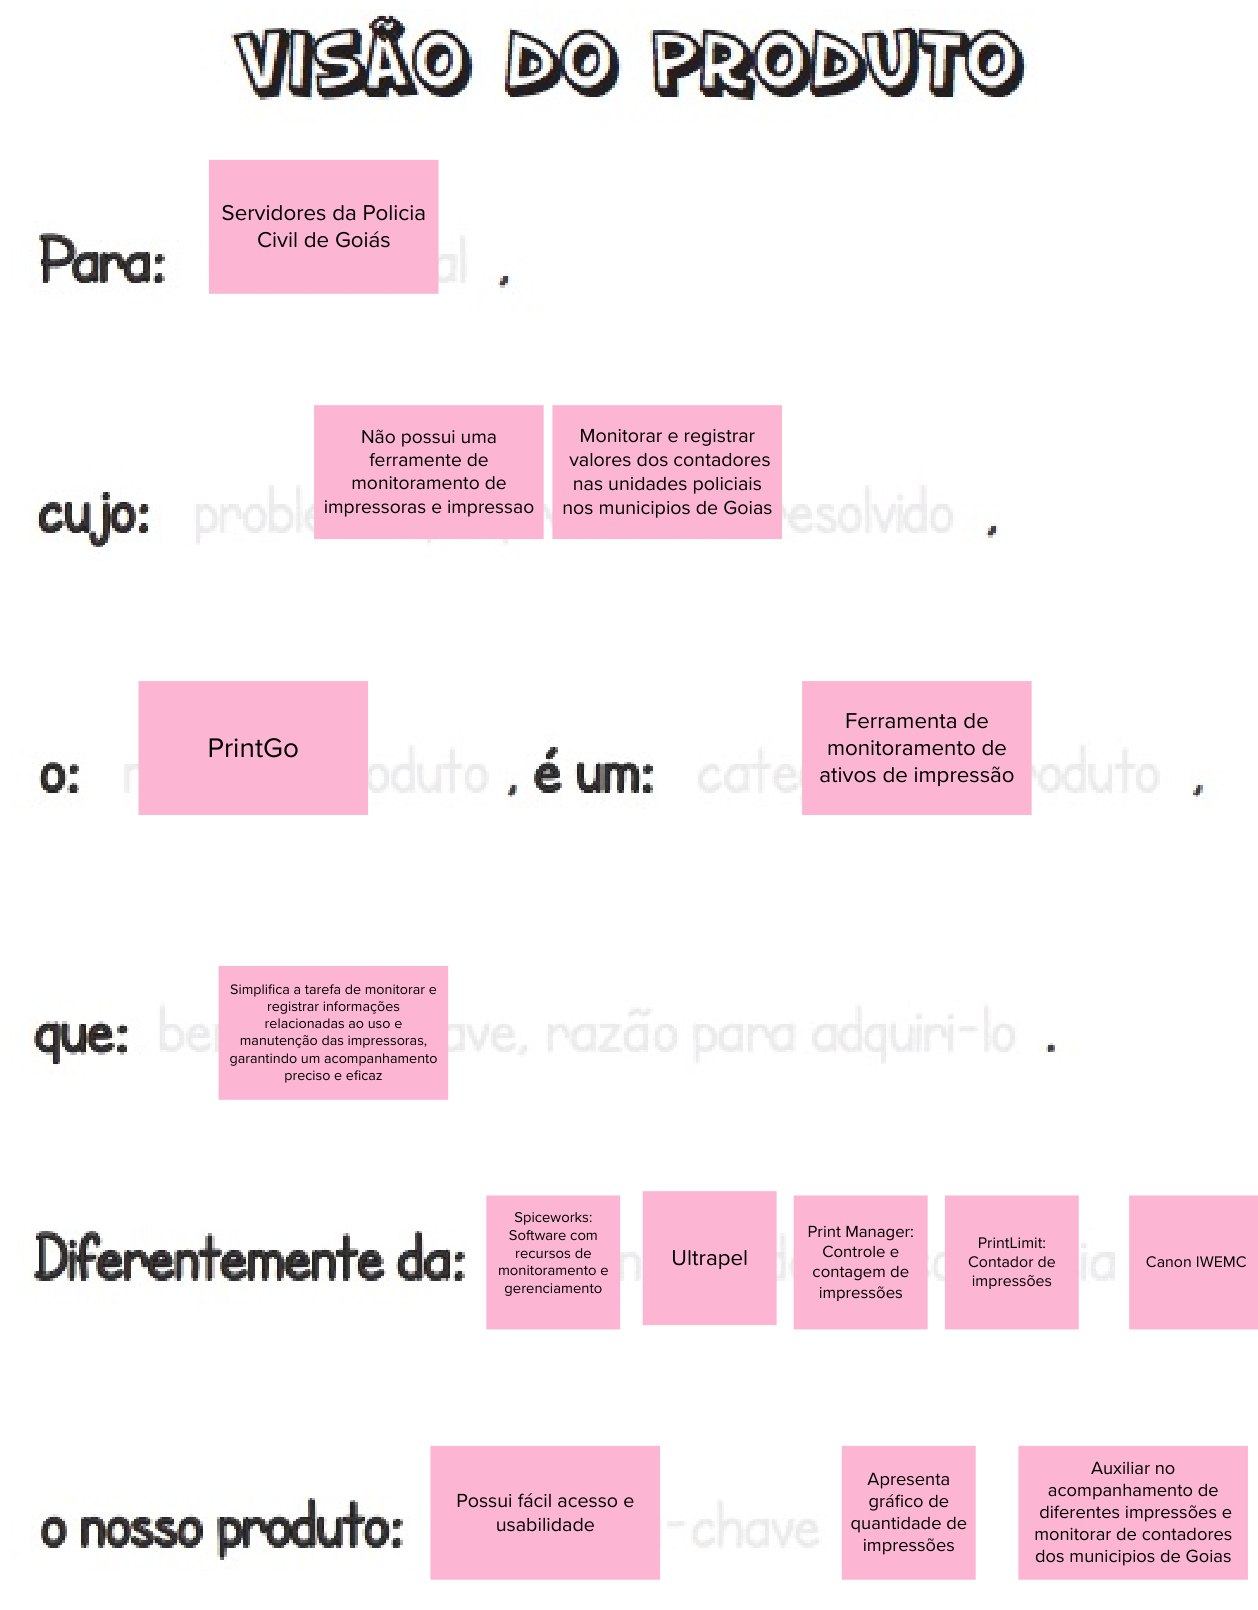 VISÃO DO PRODUTO
Servidores da Policia
Civil de Goiás
Para: al ,
Não possui uma
ferramente de
monitoramento de
impressoras e impressao
Monitorar e registrar
valores dos contadores
nas unidades policiais
nos municipios de Goias
cujo: proble resolvido ,
PrintGo
Ferramenta de
monitoramento de
ativos de impressão
o: oduto , é um: cate roduto ,
Simplifica a tarefa de monitorar e
registrar informações
relacionadas ao uso e
manutenção das impressoras,
garantindo um acompanhamento
preciso e eficaz
que: ben ave, razão para adquiri-lo .
Diferentemente da:
Spiceworks:
Software com
recursos de
monitoramento e
gerenciamento
Ultrapel
Print Manager:
Controle e
contagem de
impressões
PrintLimit:
Contador de
impressões
ia
Canon IWEMC
o nosso produto:
Possui fácil acesso e
usabilidade
-chave
Apresenta
gráfico de
quantidade de
impressões
Auxiliar no
acompanhamento de
diferentes impressões e
monitorar de contadores
dos municipios de Goias